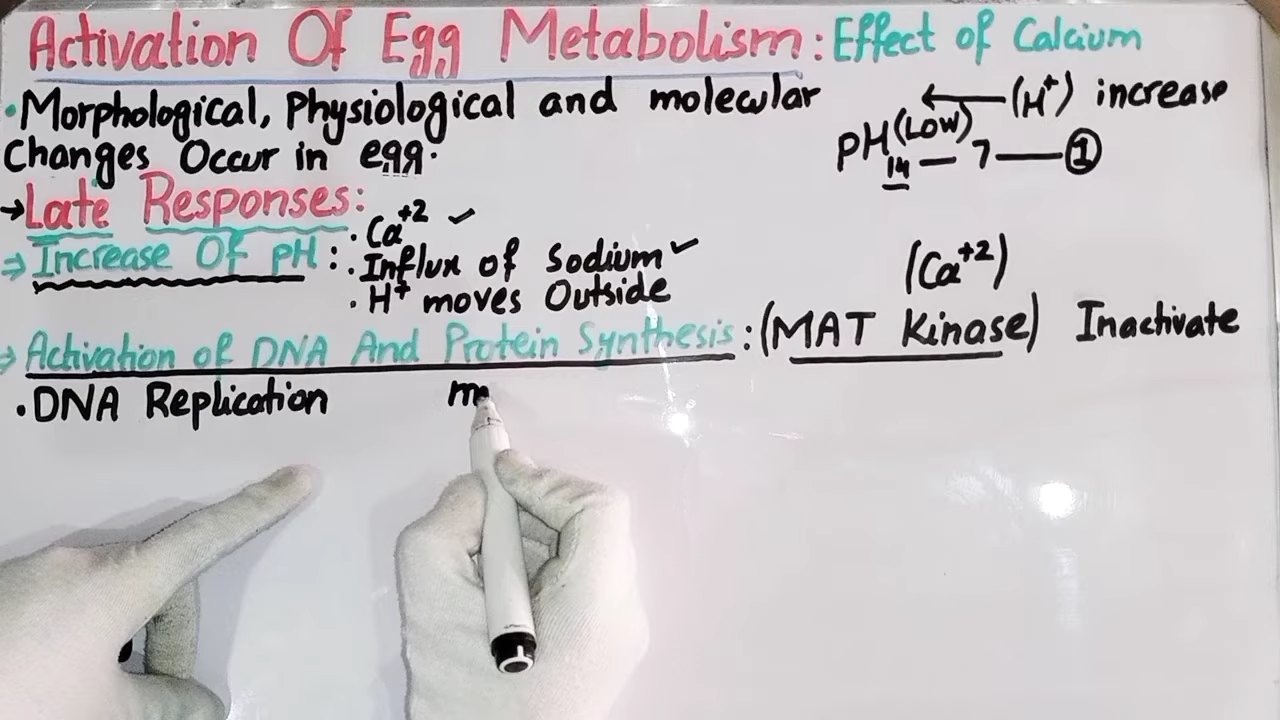 Activation Of Egg Metabolism: Effect of Calcium
• Morphological, Physiological and molecular
Changes Occur in egg.
→ Late Responses:
⇒ Increase Of pH :
• Ca+2 ✓
• Influx of Sodium ✓
• H+ moves Outside
← (H+) increase
PH (LOW)
14 — 7 — 1
(Ca+2)
⇒ Activation of DNA And Protein Synthesis: (MAT Kinase) Inactivate
• DNA Replication